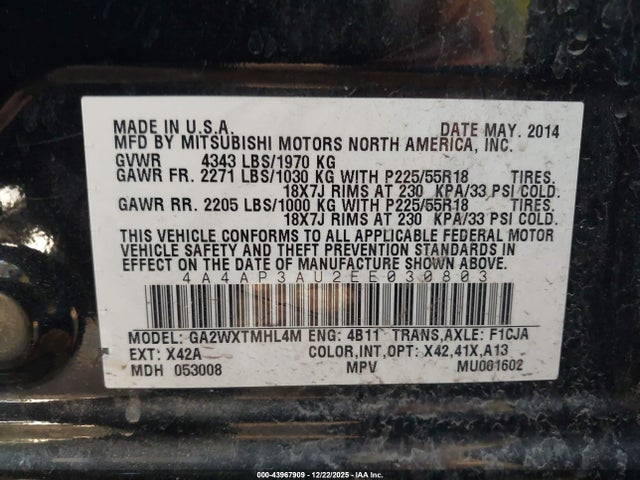 MADE IN U.S.A. DATE MAY. 2014
MFD BY MITSUBISHI MOTORS NORTH AMERICA, INC.
GVWR 4343 LBS/1970 KG
GAWR FR. 2271 LBS/1030 KG WITH P225/55R18 TIRES.
18X7J RIMS AT 230 KPA/33 PSI COLD.
GAWR RR. 2205 LBS/1000 KG WITH P225/55R18 TIRES.
18X7J RIMS AT 230 KPA/33 PSI COLD.
THIS VEHICLE CONFORMS TO ALL APPLICABLE FEDERAL MOTOR
VEHICLE SAFETY AND THEFT PREVENTION STANDARDS IN
EFFECT ON THE DATE OF MANUFACTURE SHOWN ABOVE.
4A4AP3AU2EE030803
MODEL: GA2WXTMHL4M ENG: 4B11 TRANS,AXLE: F1CJA
EXT: X42A COLOR,INT,OPT: X42,41X,A13
MDH 053008 MPV MU001602
000-43967909 - 12/22/2025 - IAA Inc.